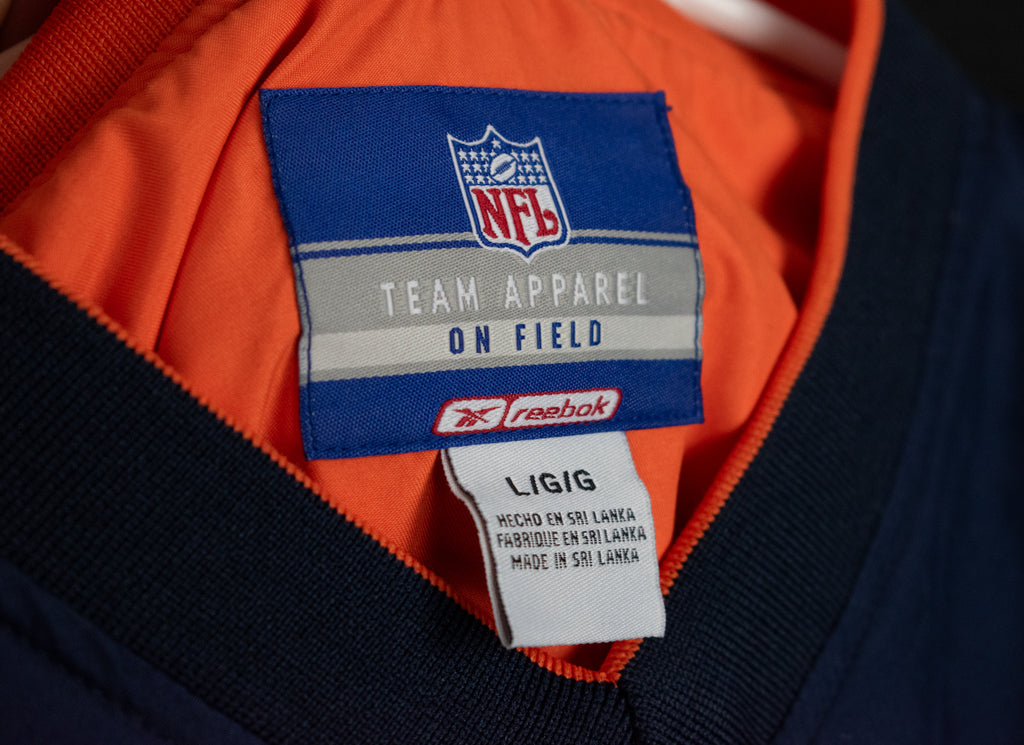 NFL
TEAM APPAREL
ON FIELD
reebok
L/G/G
HECHO EN SRI LANKA
FABRIQUE EN SRI LANKA
MADE IN SRI LANKA